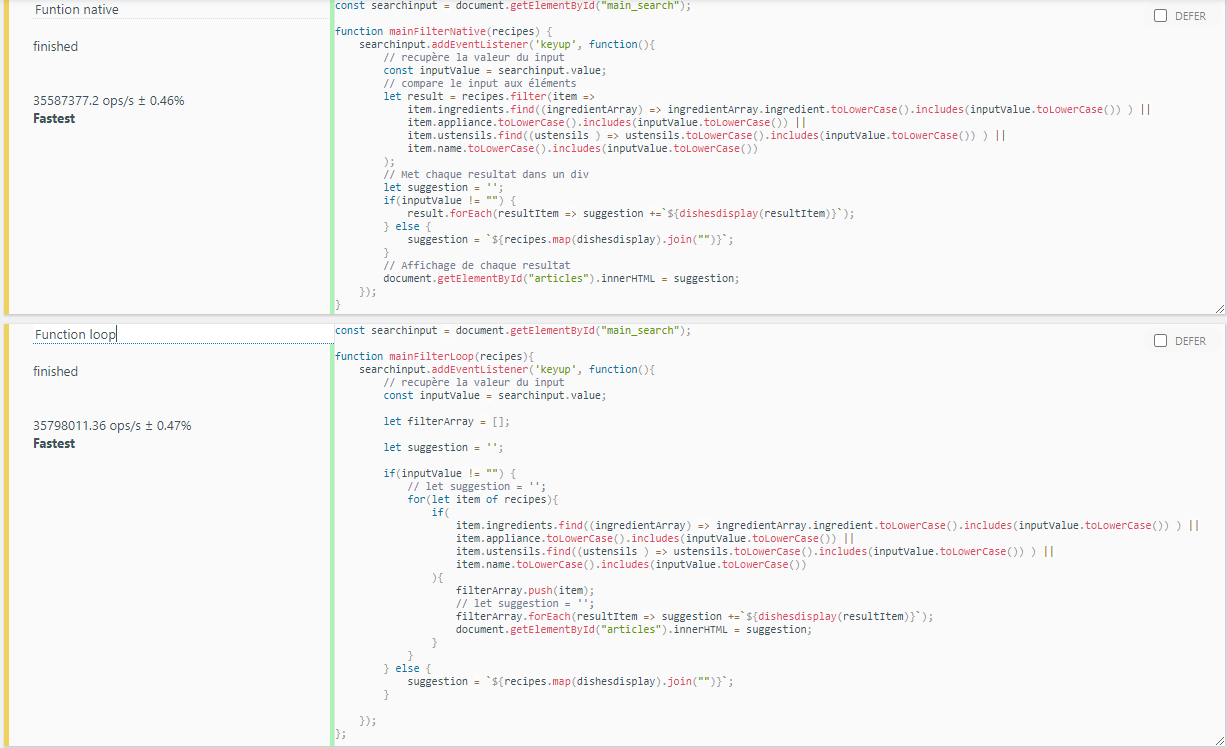 Funtion native
finished
35587377.2 ops/s ± 0.46%
Fastest
const searchinput = document.getElementById("main_search");
function mainFilterNative(recipes) {
searchinput.addEventListener('keyup', function(){
// recupère la valeur du input
const inputValue = searchinput.value;
// compare le input aux éléments
let result = recipes.filter(item =>
item.ingredients.find((ingredientArray) => ingredientArray.ingredient.toLowerCase().includes(inputValue.toLowerCase()) ) ||
item.appliance.toLowerCase().includes(inputValue.toLowerCase()) ||
item.ustensils.find((ustensils ) => ustensils.toLowerCase().includes(inputValue.toLowerCase()) ) ||
item.name.toLowerCase().includes(inputValue.toLowerCase())
);
// Met chaque resultat dans un div
let suggestion = '';
if(inputValue != "") {
result.forEach(resultItem => suggestion +=`${dishesdisplay(resultItem)}`);
} else {
suggestion = `${recipes.map(dishesdisplay).join("")}`;
}
// Affichage de chaque resultat
document.getElementById("articles").innerHTML = suggestion;
});
}
DEFER
Function loop
finished
35798011.36 ops/s ± 0.47%
Fastest
const searchinput = document.getElementById("main_search");
function mainFilterLoop(recipes){
searchinput.addEventListener('keyup', function(){
// recupère la valeur du input
const inputValue = searchinput.value;
let filterArray = [];
let suggestion = '';
if(inputValue != "") {
// let suggestion = '';
for(let item of recipes){
if(
item.ingredients.find((ingredientArray) => ingredientArray.ingredient.toLowerCase().includes(inputValue.toLowerCase()) ) ||
item.appliance.toLowerCase().includes(inputValue.toLowerCase()) ||
item.ustensils.find((ustensils ) => ustensils.toLowerCase().includes(inputValue.toLowerCase()) ) ||
item.name.toLowerCase().includes(inputValue.toLowerCase())
){
filterArray.push(item);
// let suggestion = '';
filterArray.forEach(resultItem => suggestion +=`${dishesdisplay(resultItem)}`);
document.getElementById("articles").innerHTML = suggestion;
}
}
} else {
suggestion = `${recipes.map(dishesdisplay).join("")}`;
}
});
};
DEFER